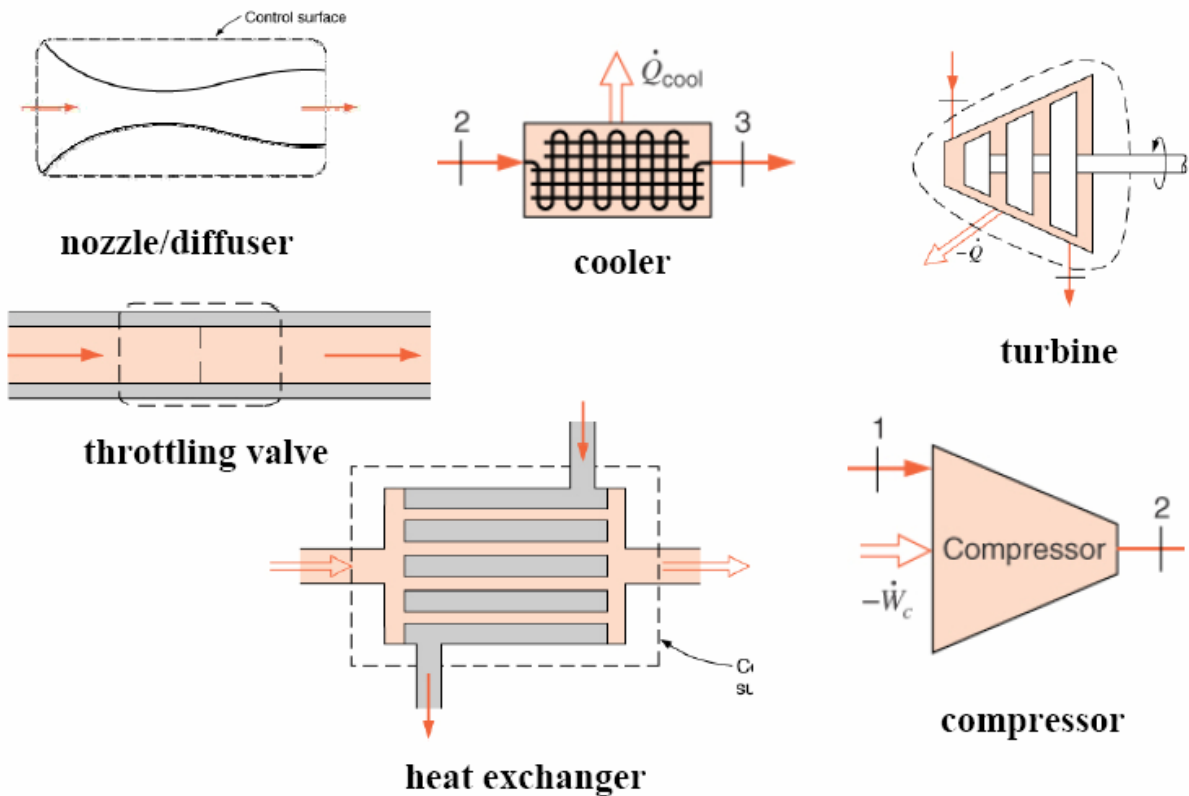 Control surface
Q̇cool
2
3
nozzle/diffuser
cooler
−Q̇
turbine
throttling valve
1
2
Compressor
−Ẇc
compressor
heat exchanger